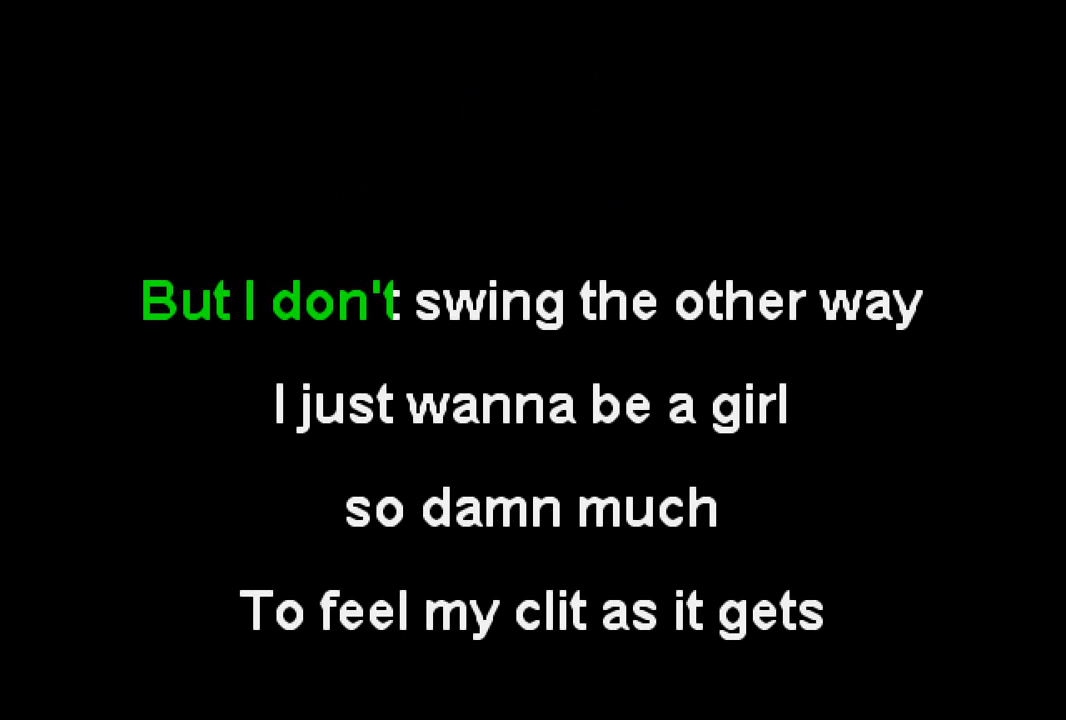 But I don't swing the other way
I just wanna be a girl
so damn much
To feel my clit as it gets